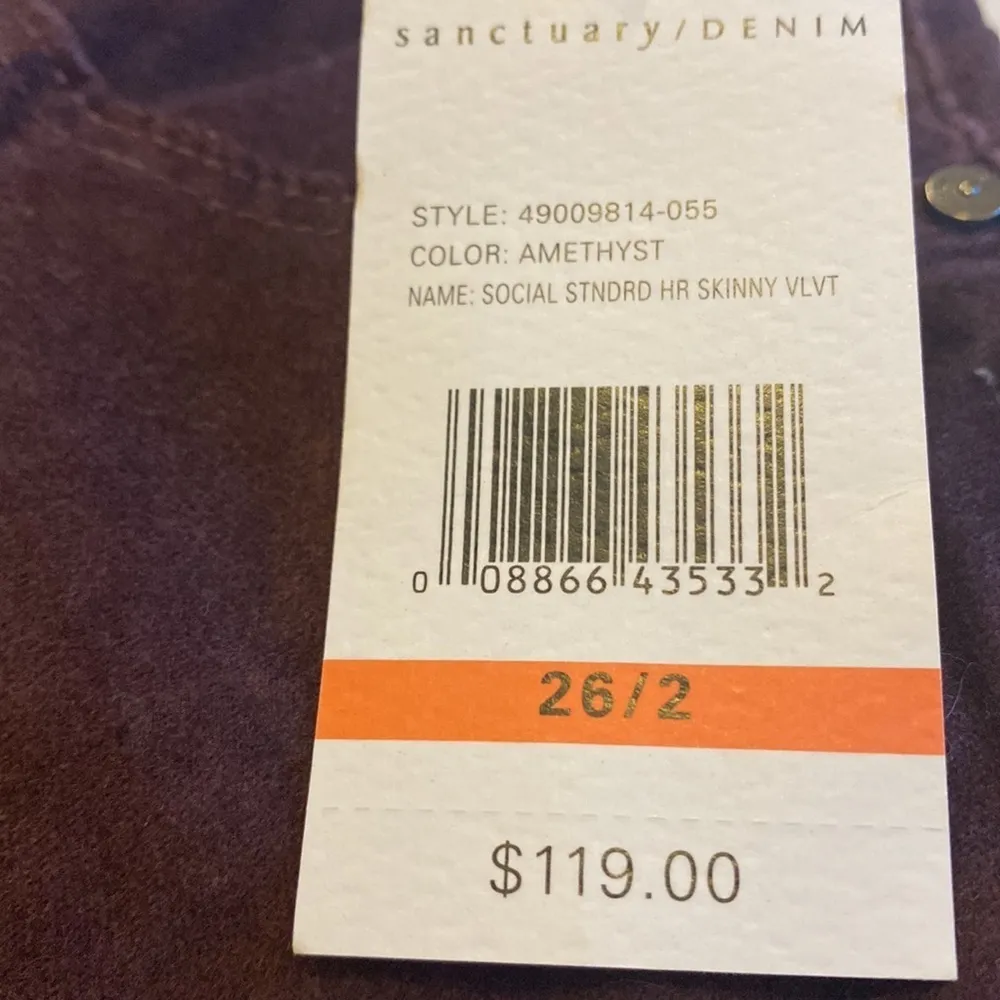 sanctuary/DENIM
STYLE: 49009814-055
COLOR: AMETHYST
NAME: SOCIAL STNDRD HR SKINNY VLVT
0 08866 43533 2
26/2
$119.00